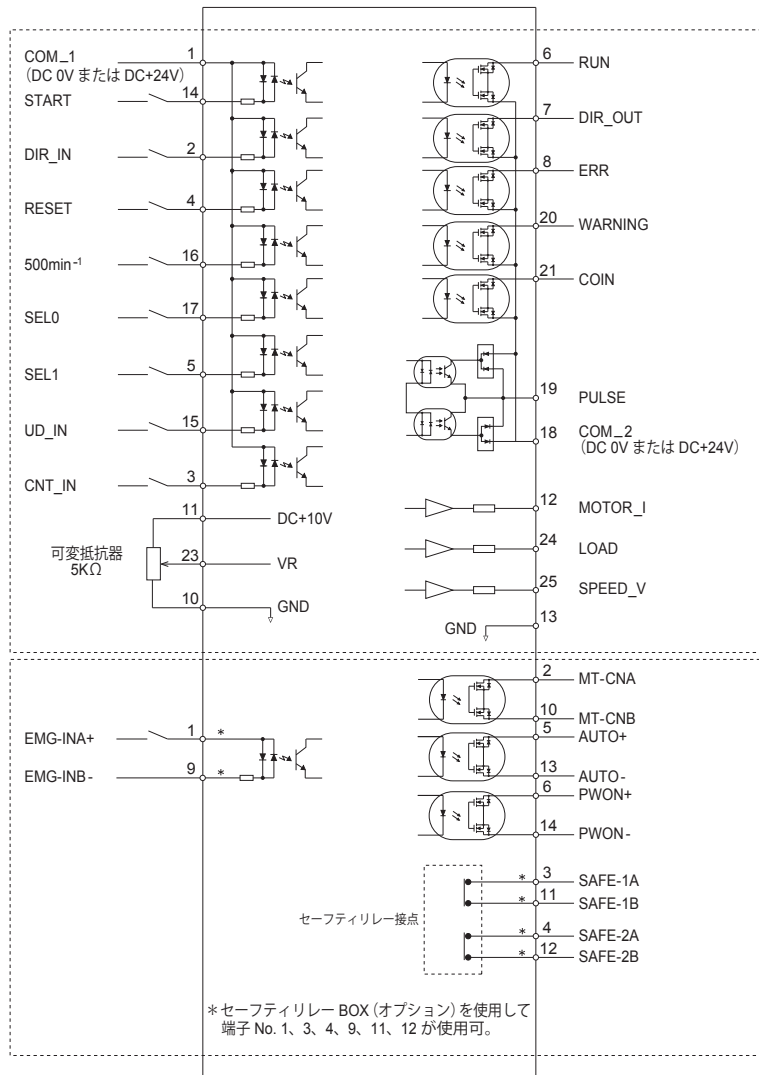 COM_1
1
(DC 0V または DC+24V)
14
START
2
DIR_IN
4
RESET
16
500min-1
17
SEL0
5
SEL1
15
UD_IN
3
CNT_IN
11
DC+10V
可変抵抗器
5KΩ
23
VR
10
GND
6
RUN
7
DIR_OUT
8
ERR
20
WARNING
21
COIN
19
PULSE
18
COM_2
(DC 0V または DC+24V)
12
MOTOR_I
24
LOAD
25
SPEED_V
13
GND
EMG-INA+
1
*
EMG-INB-
9
*
2
MT-CNA
10
MT-CNB
5
AUTO+
13
AUTO-
6
PWON+
14
PWON-
セーフティリレー接点
*
3
SAFE-1A
*
11
SAFE-1B
*
4
SAFE-2A
*
12
SAFE-2B
*セーフティリレー BOX (オプション) を使用して
端子 No. 1、3、4、9、11、12 が使用可。